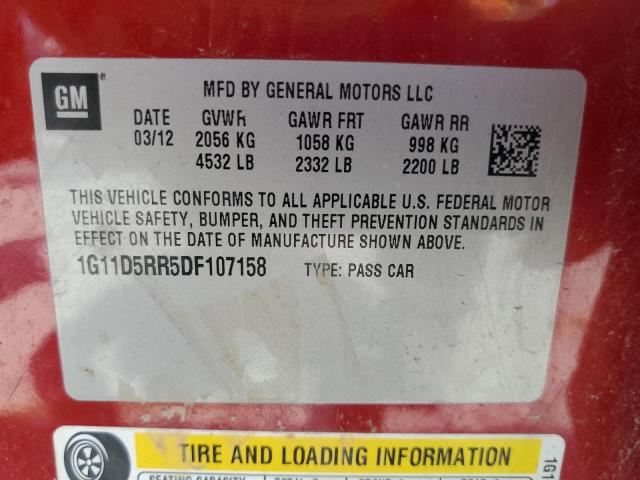 GM
MFD BY GENERAL MOTORS LLC
DATE GVWR GAWR FRT GAWR RR
03/12 2056 KG 1058 KG 998 KG
4532 LB 2332 LB 2200 LB
THIS VEHICLE CONFORMS TO ALL APPLICABLE U.S. FEDERAL MOTOR
VEHICLE SAFETY, BUMPER, AND THEFT PREVENTION STANDARDS IN
EFFECT ON THE DATE OF MANUFACTURE SHOWN ABOVE.
1G11D5RR5DF107158 TYPE: PASS CAR
TIRE AND LOADING INFORMATION
1G1
SEATING CAPACITY